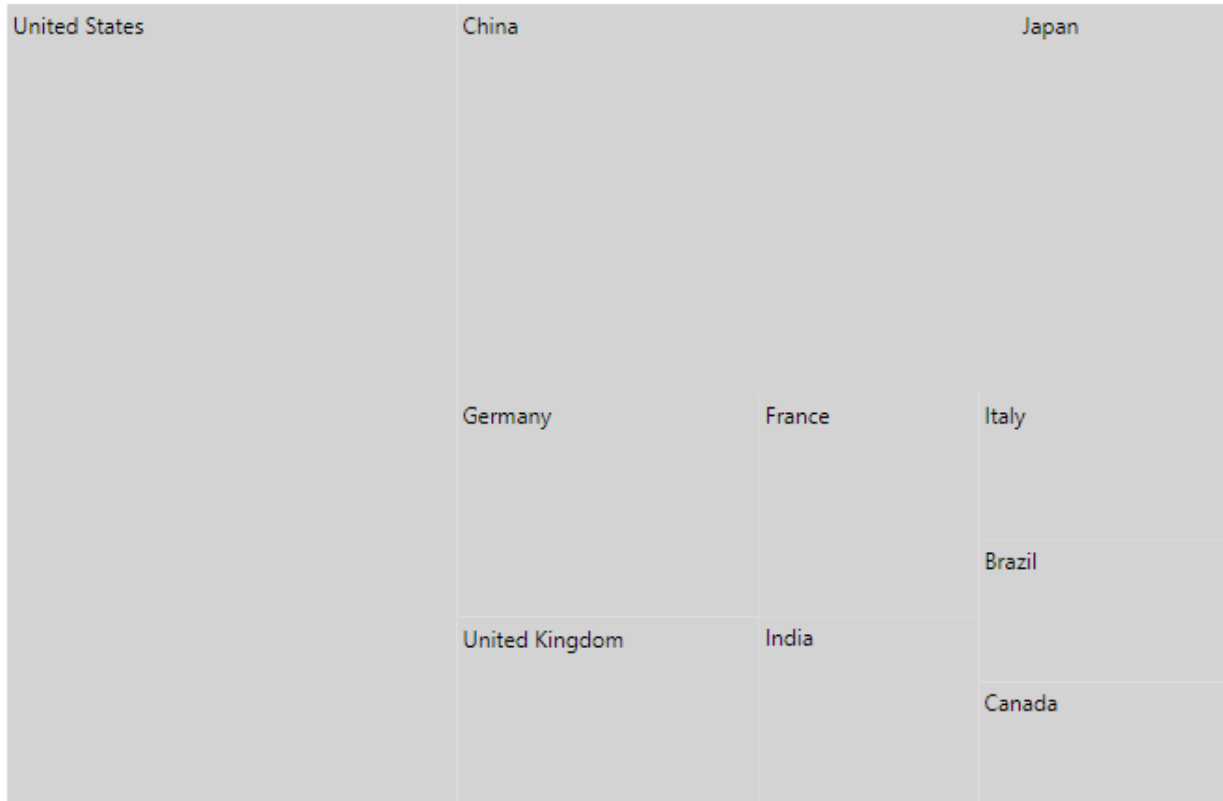 United States
China
Japan
Germany
France
Italy
Brazil
United Kingdom
India
Canada